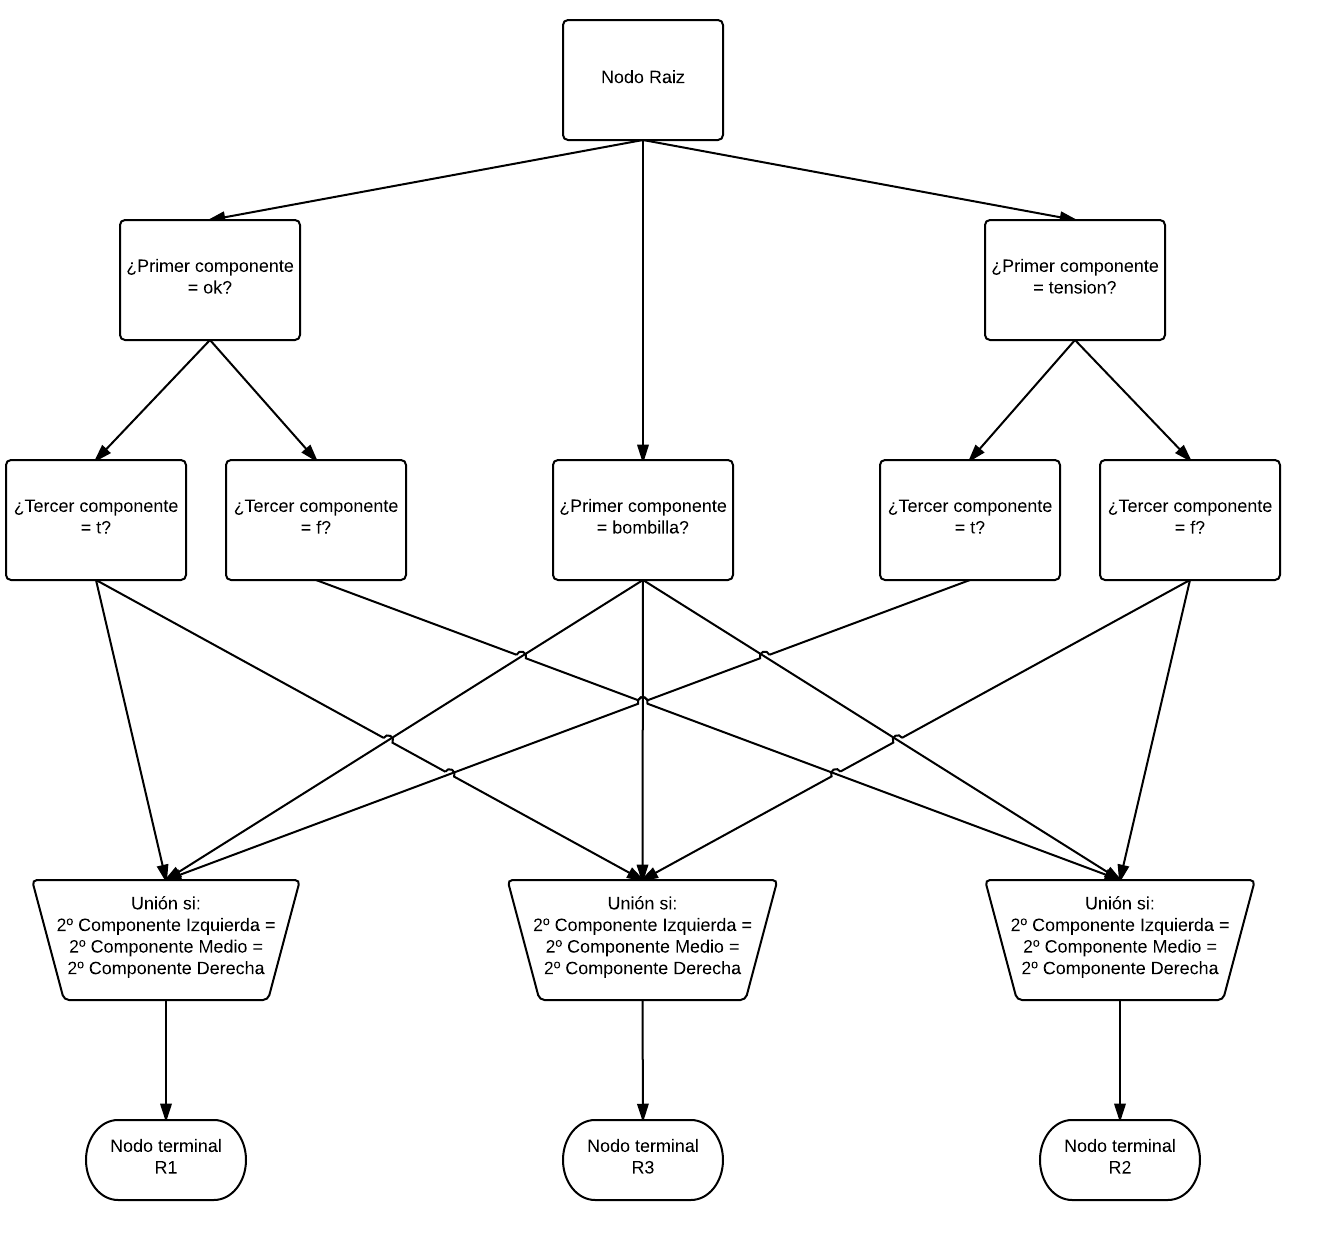 Nodo Raiz
¿Primer componente
= ok?
¿Primer componente
= tension?
¿Tercer componente
= t?
¿Tercer componente
= f?
¿Primer componente
= bombilla?
¿Tercer componente
= t?
¿Tercer componente
= f?
Unión si:
2º Componente Izquierda =
2º Componente Medio =
2º Componente Derecha
Unión si:
2º Componente Izquierda =
2º Componente Medio =
2º Componente Derecha
Unión si:
2º Componente Izquierda =
2º Componente Medio =
2º Componente Derecha
Nodo terminal
R1
Nodo terminal
R3
Nodo terminal
R2